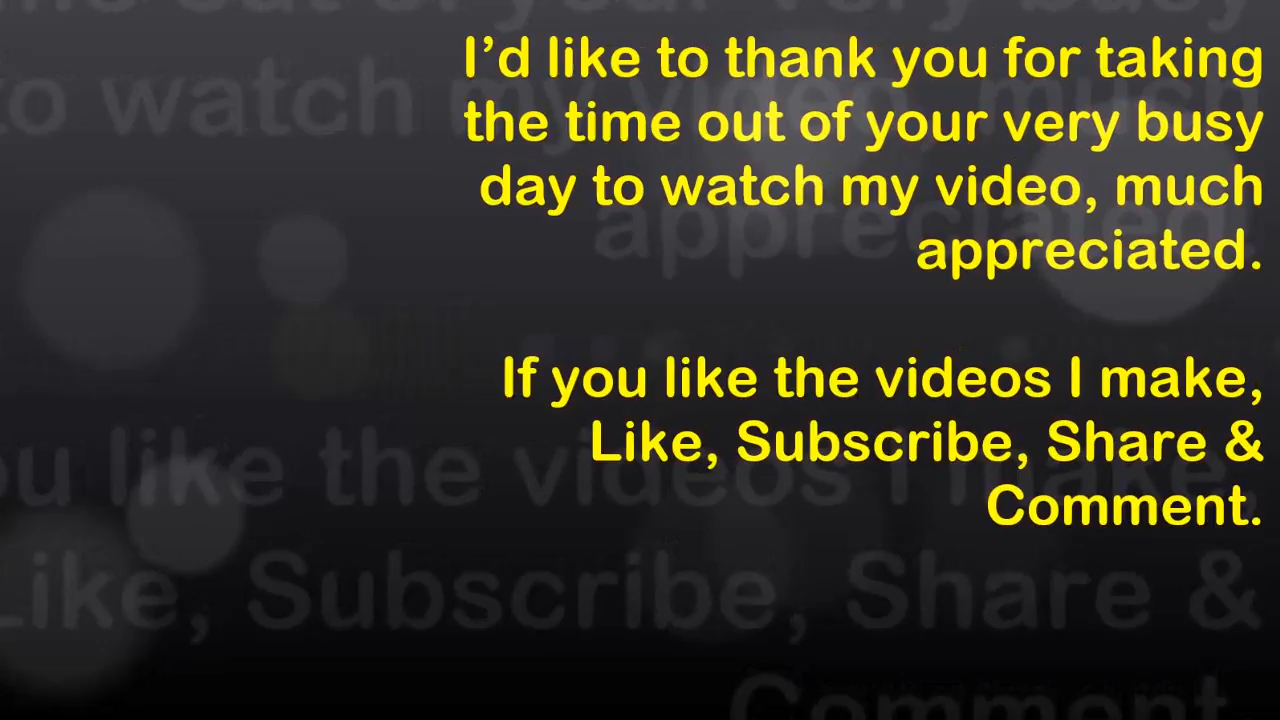 I’d like to thank you for taking
the time out of your very busy
day to watch my video, much
appreciated.
If you like the videos I make,
Like, Subscribe, Share &
Comment.